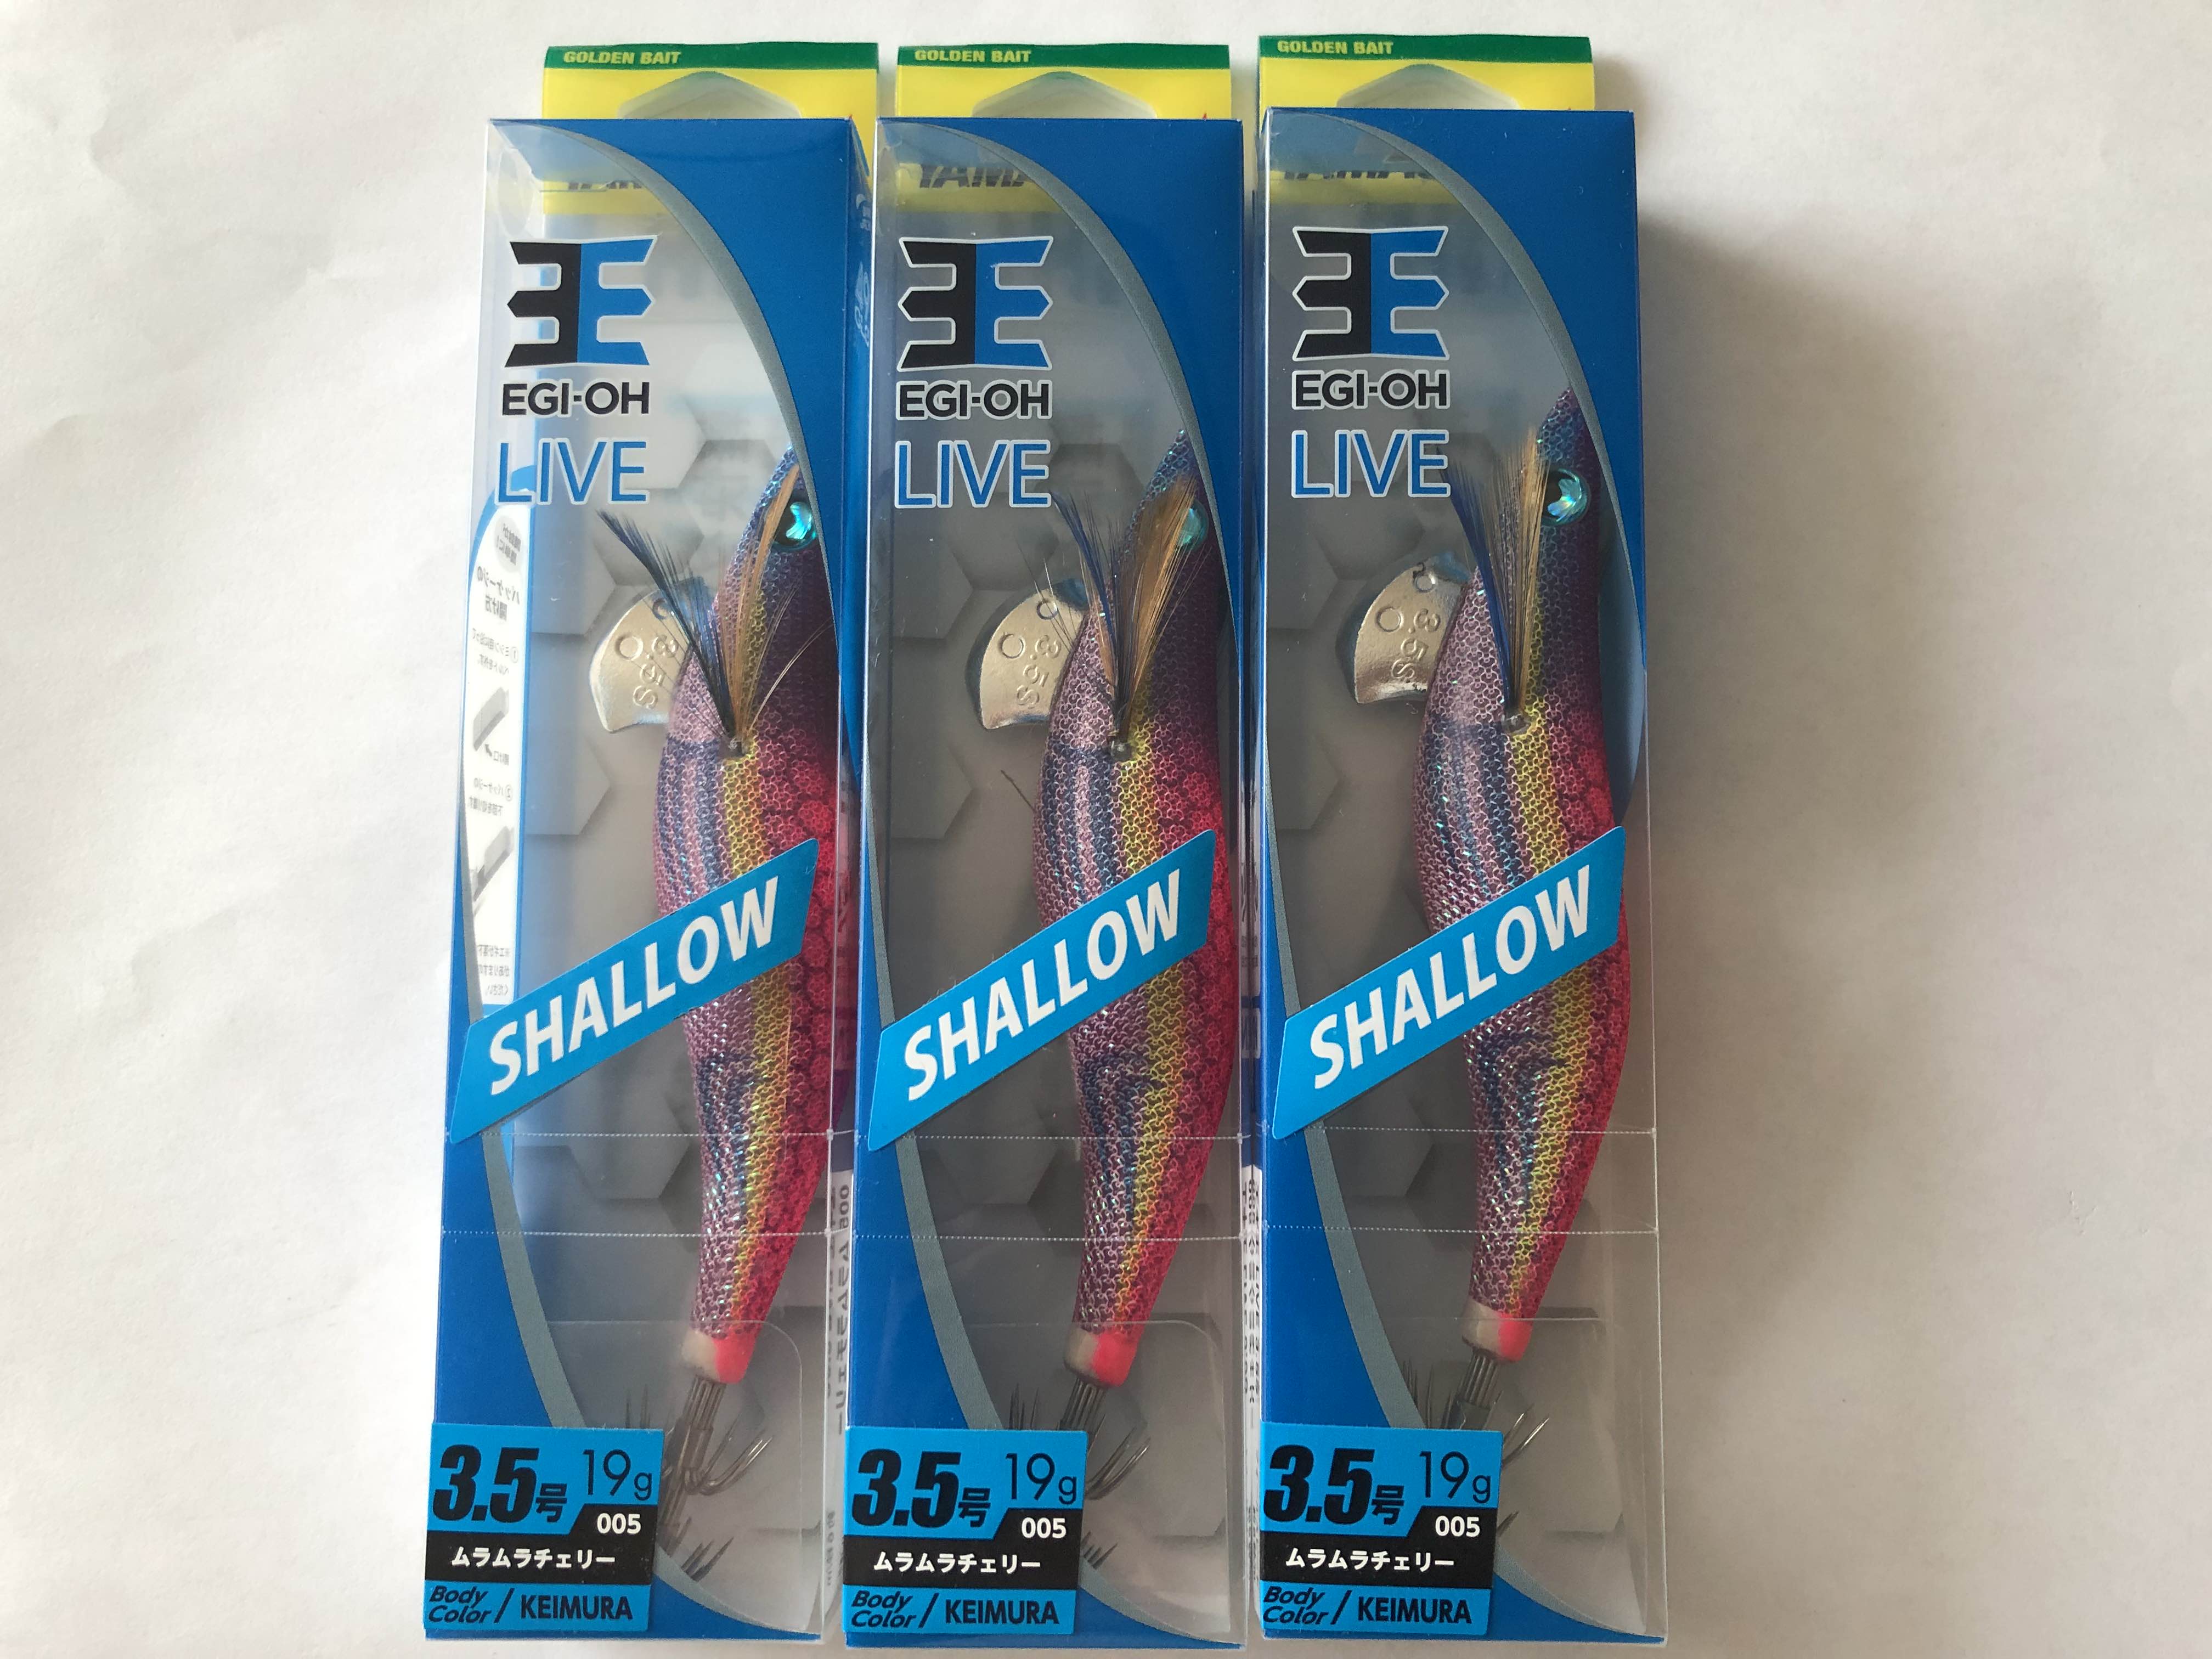 GOLDEN BAIT
EGI-OH
LIVE
3.5S
SHALLOW
3.5号 19g
005
ムラムラチェリー
Body Color / KEIMURA
GOLDEN BAIT
EGI-OH
LIVE
3.5S
SHALLOW
3.5号 19g
005
ムラムラチェリー
Body Color / KEIMURA
GOLDEN BAIT
EGI-OH
LIVE
3.5S
SHALLOW
3.5号 19g
005
ムラムラチェリー
Body Color / KEIMURA